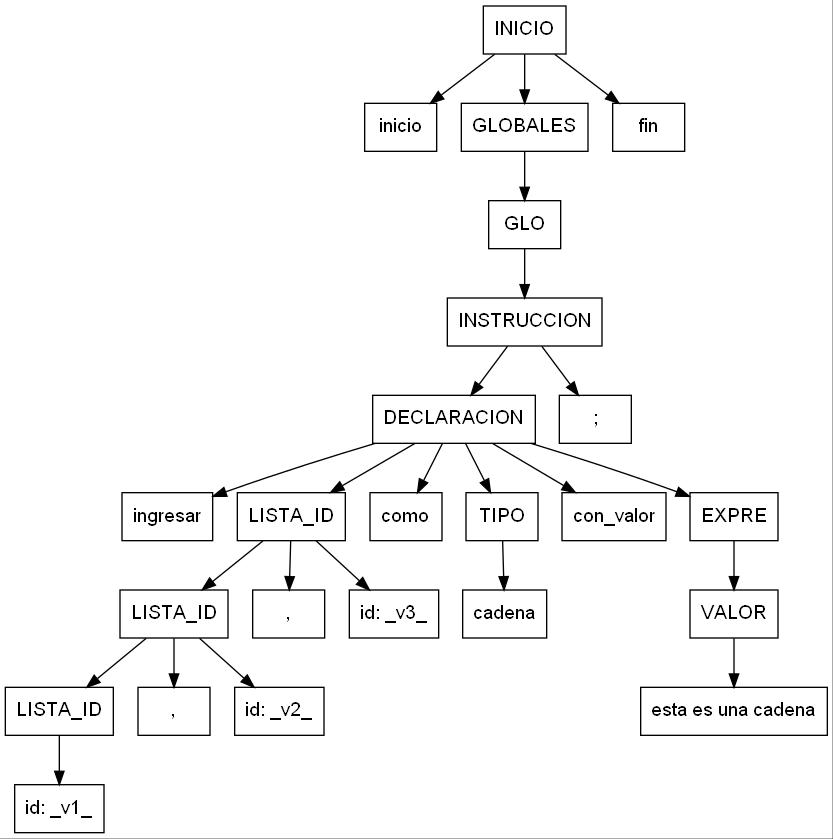 INICIO
inicio
GLOBALES
fin
GLO
INSTRUCCION
DECLARACION
;
ingresar
LISTA_ID
como
TIPO
con_valor
EXPRE
LISTA_ID
,
id: _v3_
cadena
VALOR
LISTA_ID
,
id: _v2_
esta es una cadena
id: _v1_